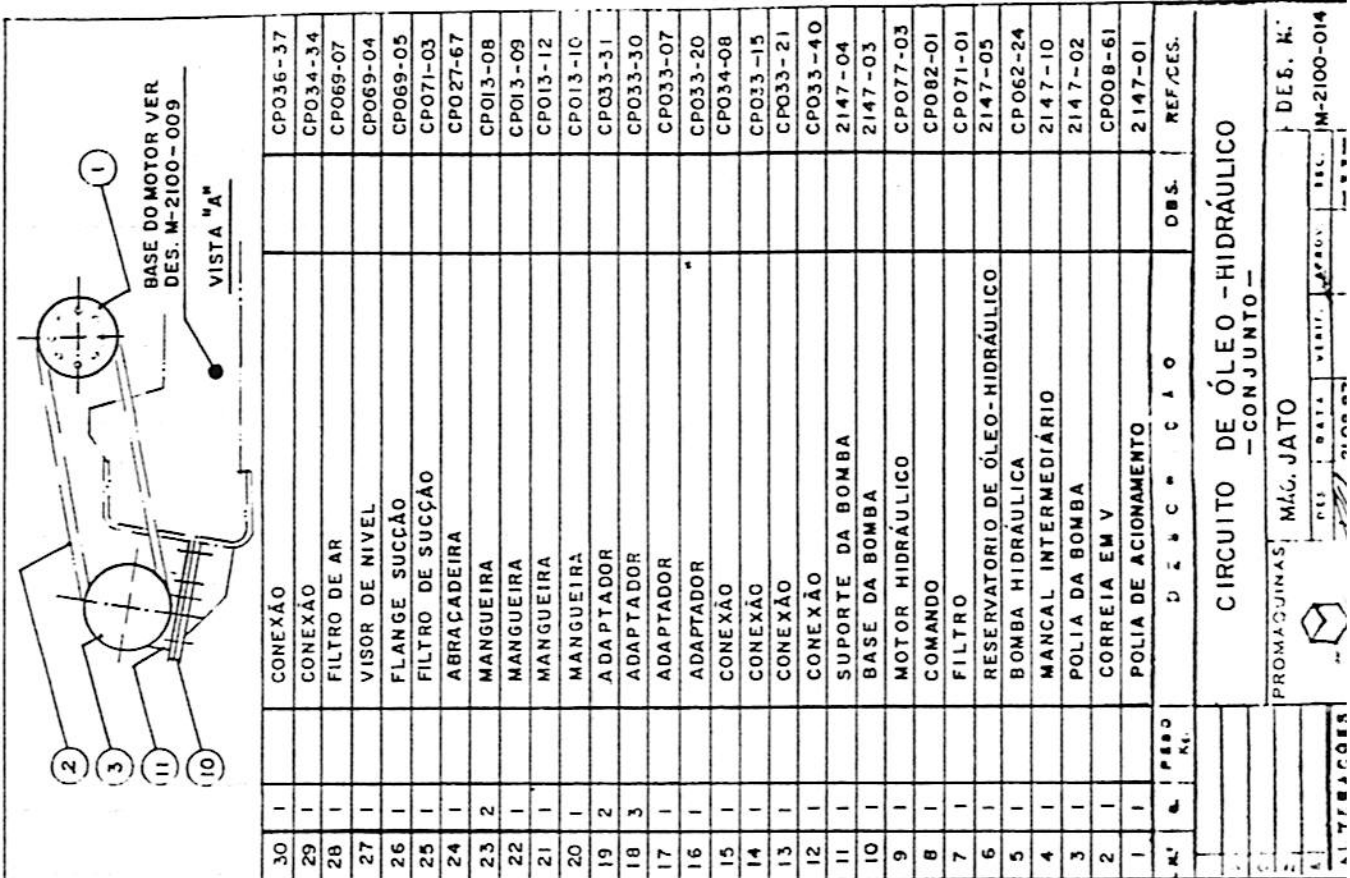 1
BASE DO MOTOR VER
DES. M-2100-009
VISTA "A"
2
3
11
10
30 1 CONEXÃO CP036-37
29 1 CONEXÃO CP034-34
28 1 FILTRO DE AR CP069-07
27 1 VISOR DE NIVEL CP069-04
26 1 FLANGE SUCÇÃO CP069-05
25 1 FILTRO DE SUCÇÃO CP071-03
24 1 ABRAÇADEIRA CP027-67
23 2 MANGUEIRA CP013-08
22 1 MANGUEIRA CP013-09
21 1 MANGUEIRA CP013-12
20 1 MANGUEIRA CP013-10
19 2 ADAPTADOR CP033-31
18 3 ADAPTADOR CP033-30
17 1 ADAPTADOR CP033-07
16 1 ADAPTADOR CP033-20
15 1 CONEXÃO CP034-08
14 1 CONEXÃO CP033-15
13 1 CONEXÃO CP033-21
12 1 CONEXÃO CP033-40
11 1 SUPORTE DA BOMBA 2147-04
10 1 BASE DA BOMBA 2147-03
9 1 MOTOR HIDRÁULICO CP077-03
8 1 COMANDO CP082-01
7 1 FILTRO CP071-01
6 1 RESERVATORIO DE ÓLEO-HIDRÁULICO 2147-05
5 1 BOMBA HIDRÁULICA CP062-24
4 1 MANCAL INTERMEDIÁRIO 2147-10
3 1 POLIA DA BOMBA 2147-02
2 1 CORREIA EM V CP008-61
1 1 POLIA DE ACIONAMENTO 2147-01
PESO OBS. REF/DES.
CIRCUITO DE ÓLEO-HIDRÁULICO
—CONJUNTO—
PROMAQUINAS MÁQ. JATO DES. N.
DES. DATA VERIF. APROV.
M-2100-014
ALTERAÇÕES